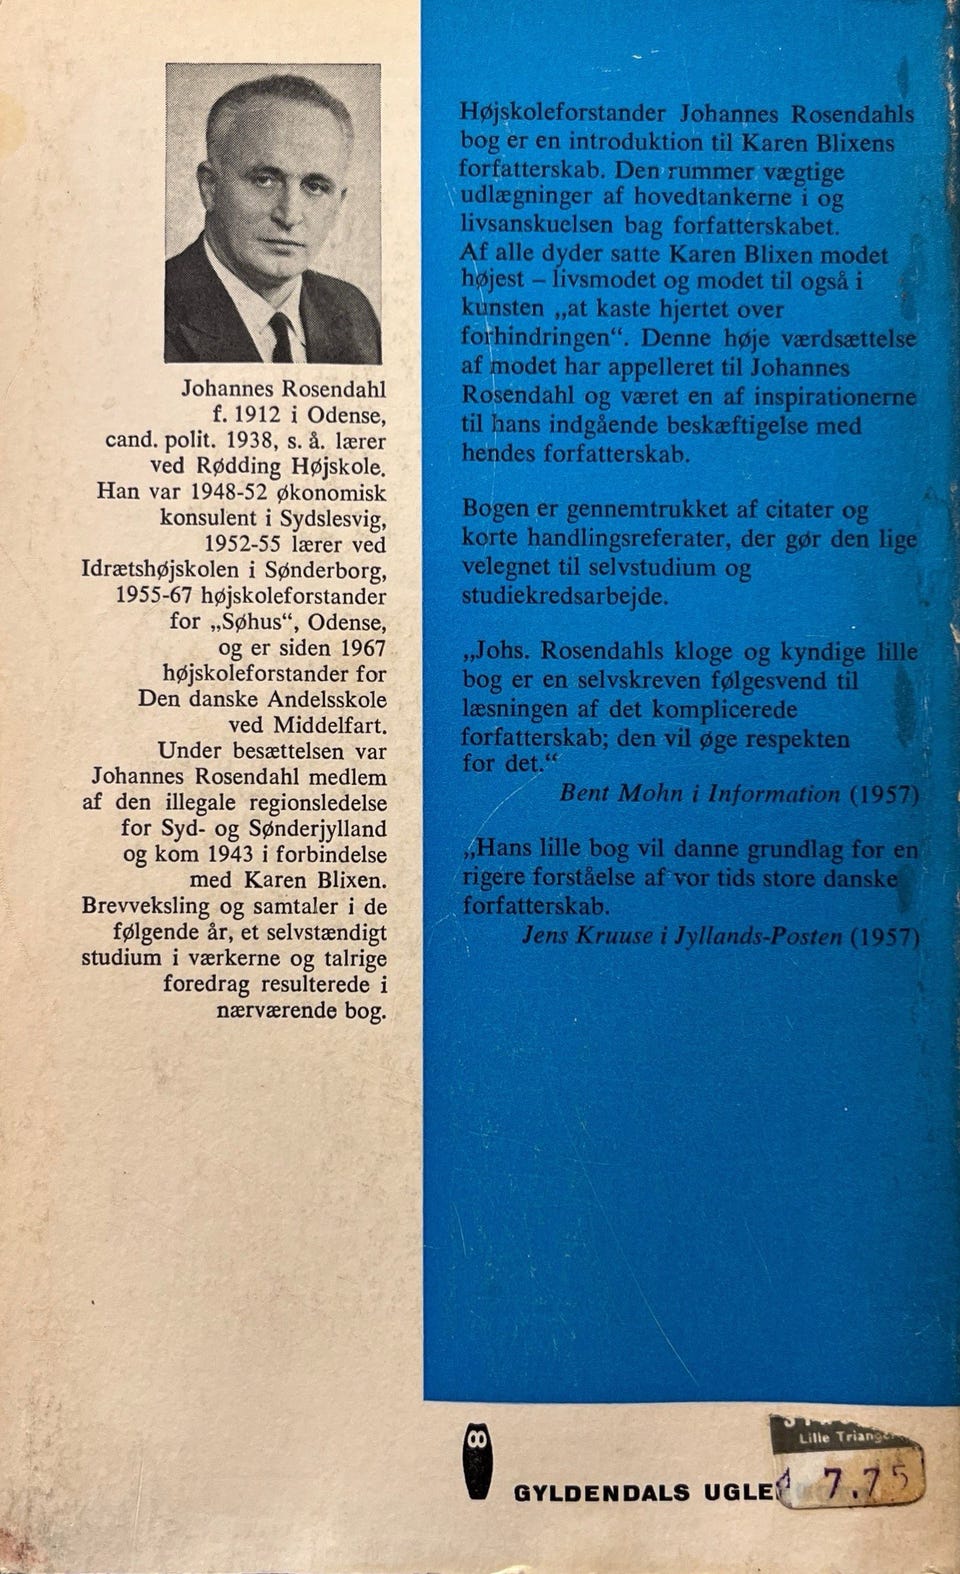 Johannes Rosendahl
f. 1912 i Odense,
cand. polit. 1938, s. å. lærer
ved Rødding Højskole.
Han var 1948-52 økonomisk
konsulent i Sydslesvig,
1952-55 lærer ved
Idrætshøjskolen i Sønderborg,
1955-67 højskoleforstander
for „Søhus“, Odense,
og er siden 1967
højskoleforstander for
Den danske Andelsskole
ved Middelfart.
Under besættelsen var
Johannes Rosendahl medlem
af den illegale regionsledelse
for Syd- og Sønderjylland
og kom 1943 i forbindelse
med Karen Blixen.
Brevveksling og samtaler i de
følgende år, et selvstændigt
studium i værkerne og talrige
foredrag resulterede i
nærværende bog.
Højskoleforstander Johannes Rosendahls
bog er en introduktion til Karen Blixens
forfatterskab. Den rummer vægtige
udlægninger af hovedtankerne i og
livsanskuelsen bag forfatterskabet.
Af alle dyder satte Karen Blixen modet
højest – livsmodet og modet til også i
kunsten „at kaste hjertet over
forhindringen“. Denne høje værdsættelse
af modet har appelleret til Johannes
Rosendahl og været en af inspirationerne
til hans indgående beskæftigelse med
hendes forfatterskab.
Bogen er gennemtrukket af citater og
korte handlingsreferater, der gør den lige
velegnet til selvstudium og
studiekredsarbejde.
„Johs. Rosendahls kloge og kyndige lille
bog er en selvskreven følgesvend til
læsningen af det komplicerede
forfatterskab; den vil øge respekten
for det.“
Bent Mohn i Information (1957)
„Hans lille bog vil danne grundlag for en
rigere forståelse af vor tids store danske
forfatterskab.
Jens Kruuse i Jyllands-Posten (1957)
Lille
GYLDENDALS UGLE
7.75